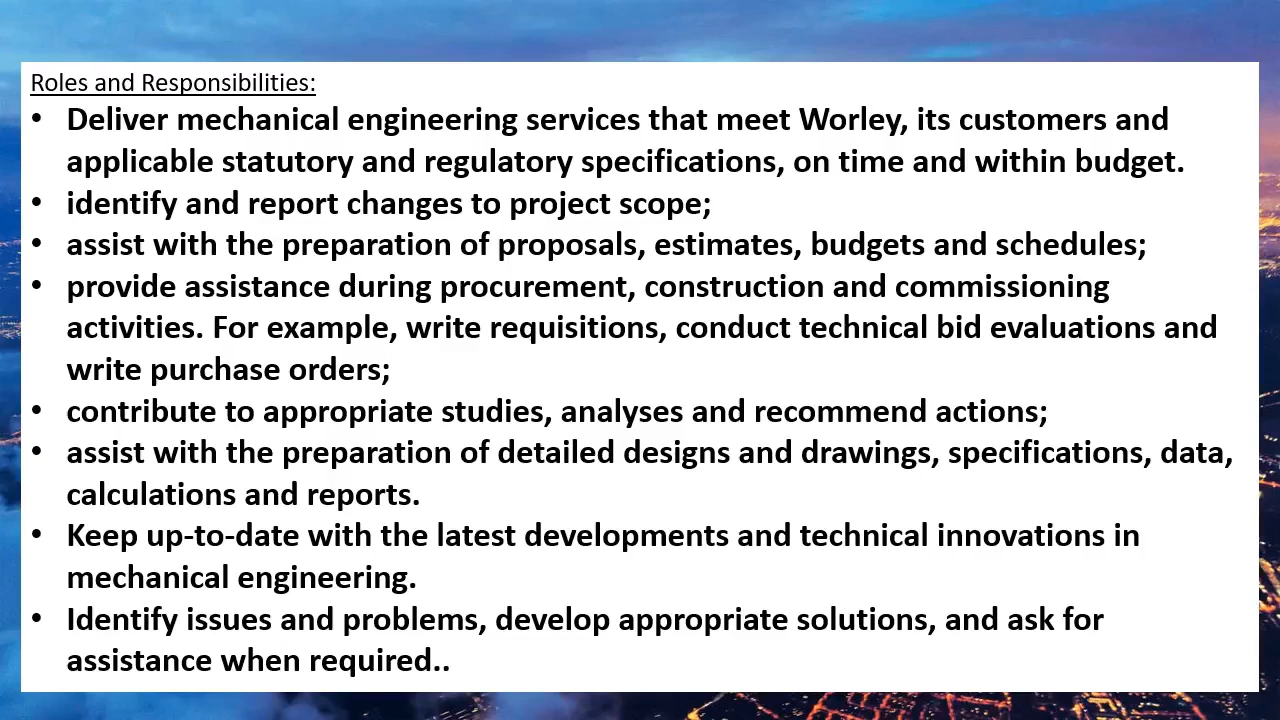 Roles and Responsibilities:
• Deliver mechanical engineering services that meet Worley, its customers and
applicable statutory and regulatory specifications, on time and within budget.
• identify and report changes to project scope;
• assist with the preparation of proposals, estimates, budgets and schedules;
• provide assistance during procurement, construction and commissioning
activities. For example, write requisitions, conduct technical bid evaluations and
write purchase orders;
• contribute to appropriate studies, analyses and recommend actions;
• assist with the preparation of detailed designs and drawings, specifications, data,
calculations and reports.
• Keep up-to-date with the latest developments and technical innovations in
mechanical engineering.
• Identify issues and problems, develop appropriate solutions, and ask for
assistance when required..